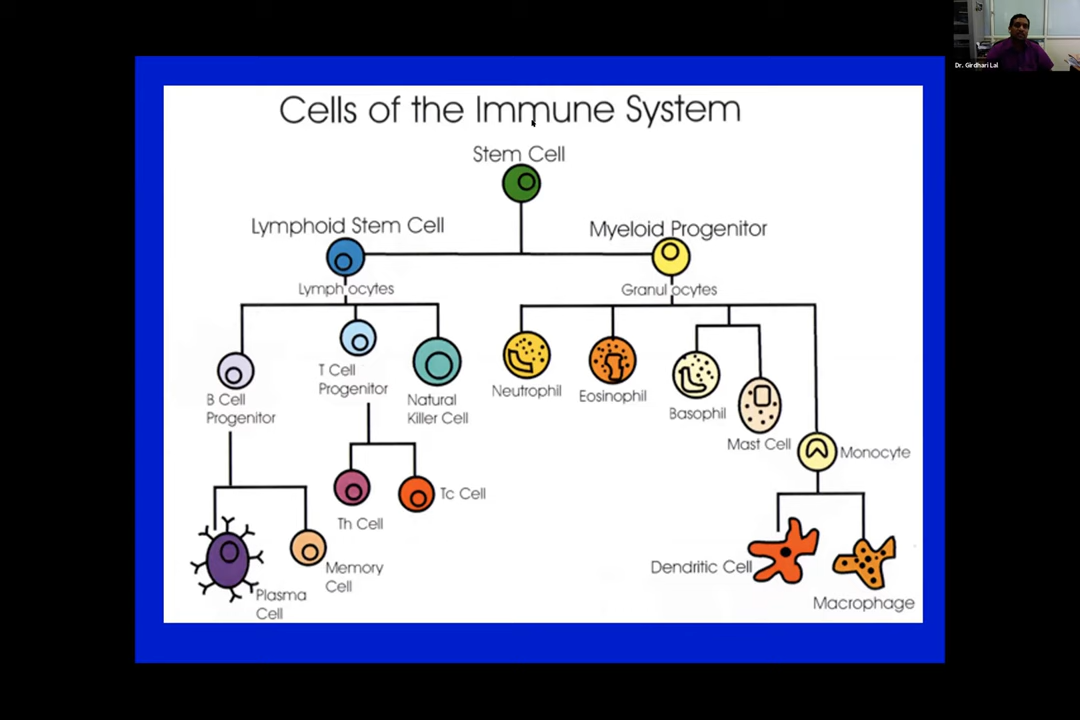 Dr. Girdhari Lal
Cells of the Immune System
Stem Cell
Lymphoid Stem Cell
Myeloid Progenitor
Lymphocytes
Granulocytes
B Cell
Progenitor
T Cell
Progenitor
Natural
Killer Cell
Neutrophil
Eosinophil
Basophil
Mast Cell
Monocyte
Th Cell
Tc Cell
Plasma
Cell
Memory
Cell
Dendritic Cell
Macrophage